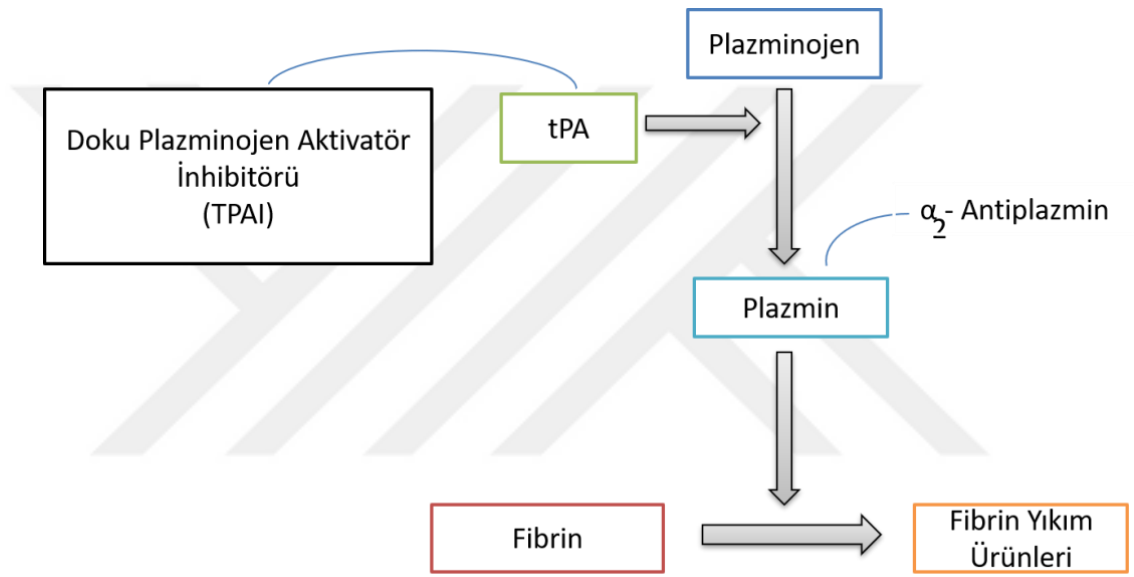 Plazminojen
Doku Plazminojen Aktivatör
İnhibitörü
(TPAI)
tPA
α2- Antiplazmin
Plazmin
Fibrin
Fibrin Yıkım
Ürünleri